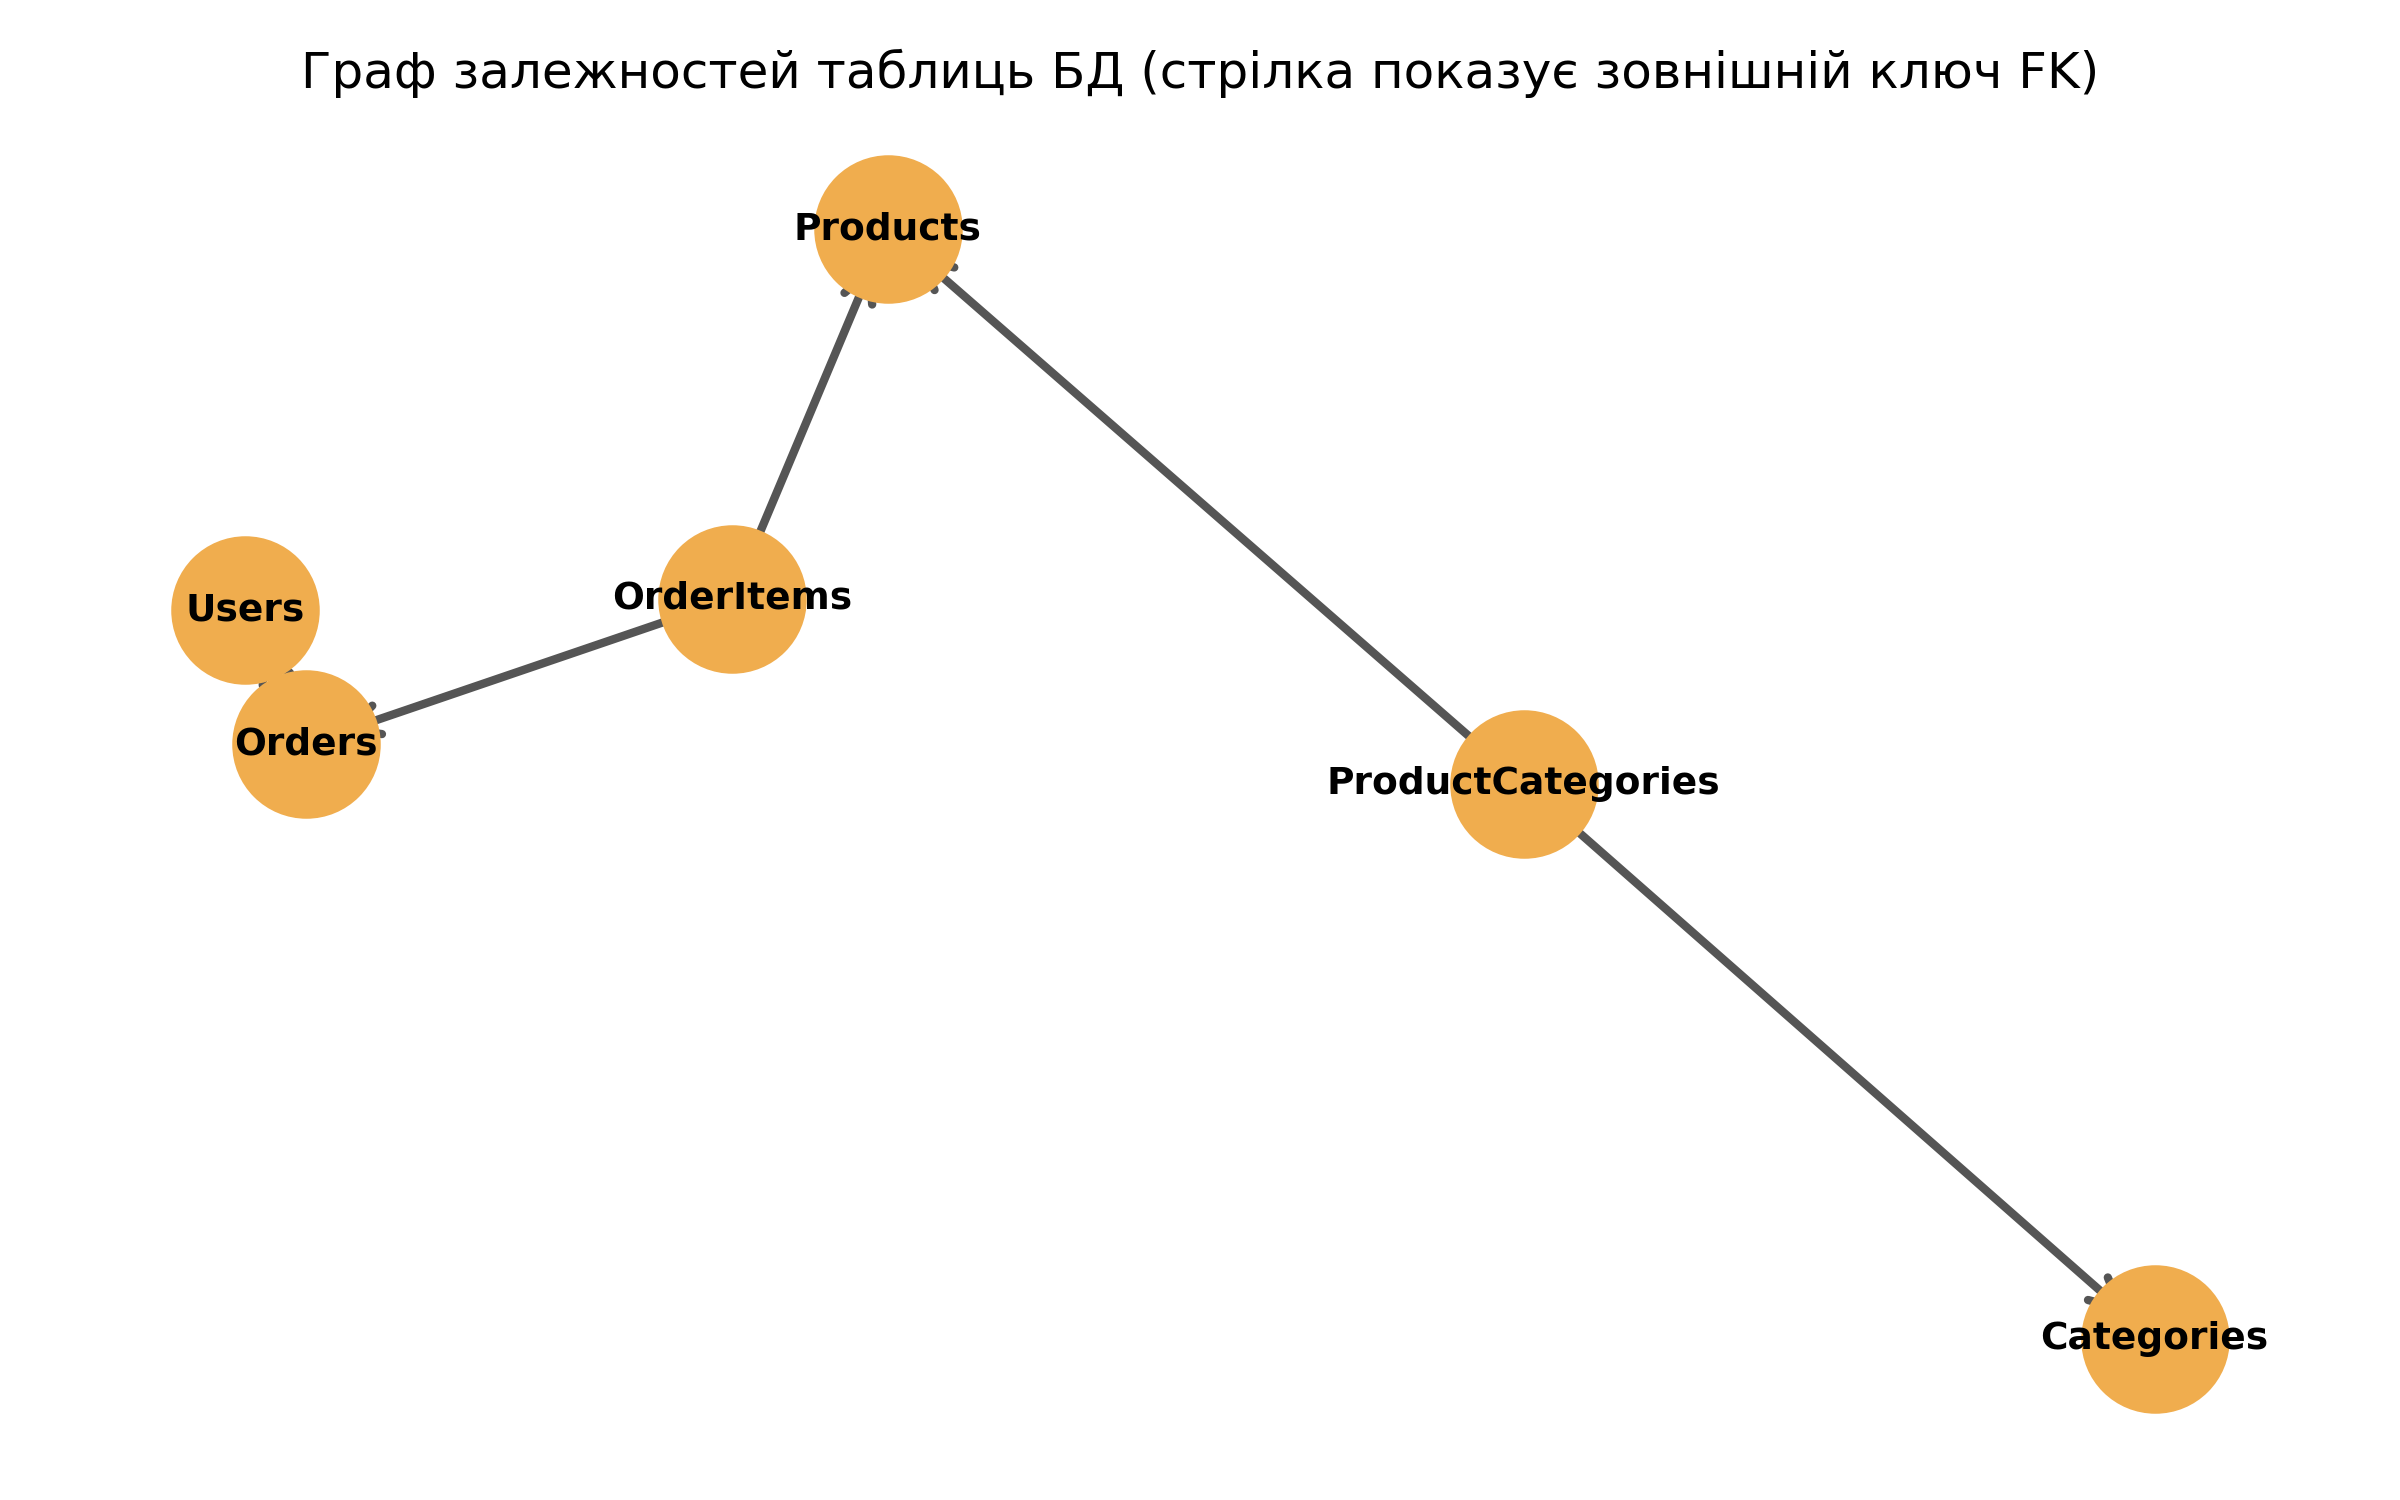 Граф залежностей таблиць БД (стрілка показує зовнішній ключ FK)
Products
OrderItems
Users
Orders
ProductCategories
Categories